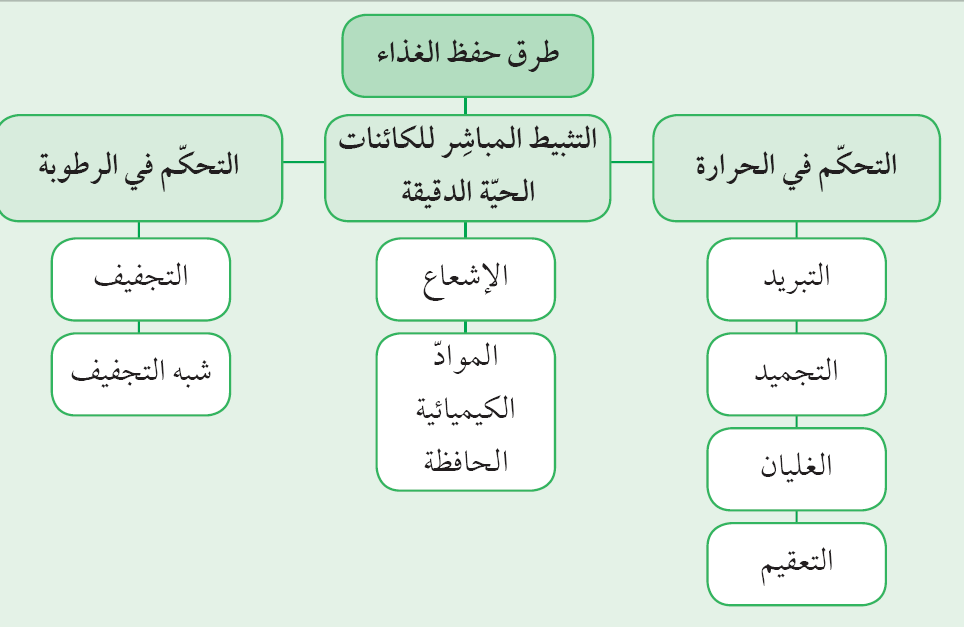 طرق حفظ الغذاء
التحكّم في الحرارة
التبريد
التجميد
الغليان
التعقيم
التثبيط المباشِر للكائنات
الحيّة الدقيقة
الإشعاع
الموادّ
الكيميائية
الحافظة
التحكّم في الرطوبة
التجفيف
شبه التجفيف